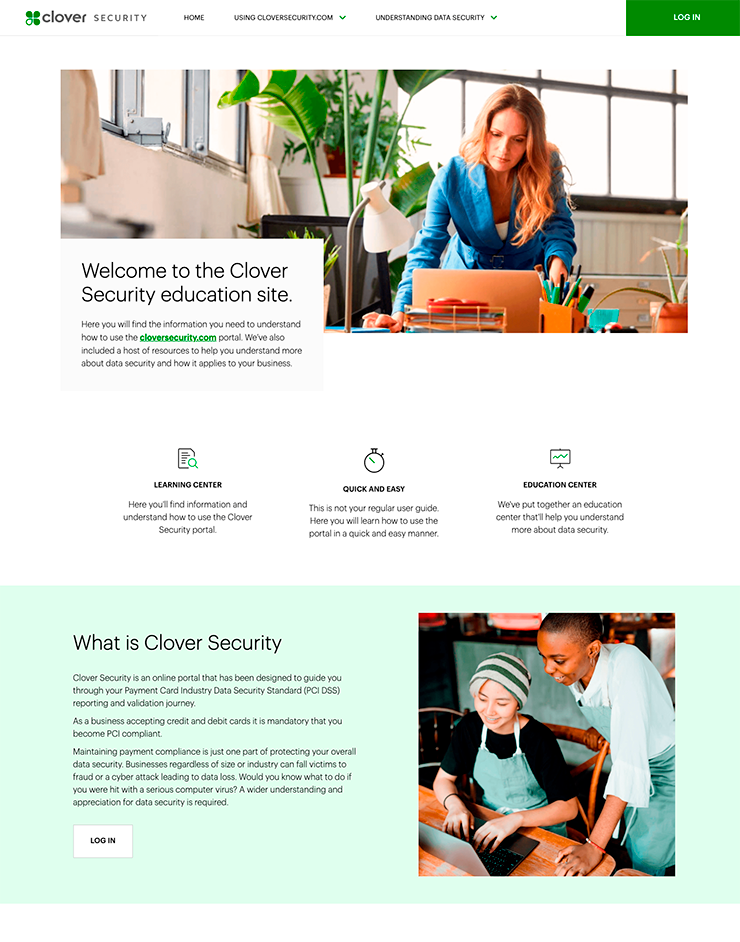 clover SECURITY
HOME
USING CLOVERSECURITY.COM
UNDERSTANDING DATA SECURITY
LOG IN
Welcome to the Clover
Security education site.
Here you will find the information you need to understand
how to use the cloversecurity.com portal. We've also
included a host of resources to help you understand more
about data security and how it applies to your business.
LEARNING CENTER
Here you'll find information and
understand how to use the Clover
Security portal.
QUICK AND EASY
This is not your regular user guide.
Here you will learn how to use the
portal in a quick and easy manner.
EDUCATION CENTER
We've put together an education
center that'll help you understand
more about data security.
What is Clover Security
Clover Security is an online portal that has been designed to guide you
through your Payment Card Industry Data Security Standard (PCI DSS)
reporting and validation journey.
As a business accepting credit and debit cards it is mandatory that you
become PCI compliant.
Maintaining payment compliance is just one part of protecting your overall
data security. Businesses regardless of size or industry can fall victims to
fraud or a cyber attack leading to data loss. Would you know what to do if
you were hit with a serious computer virus? A wider understanding and
appreciation for data security is required.
LOG IN